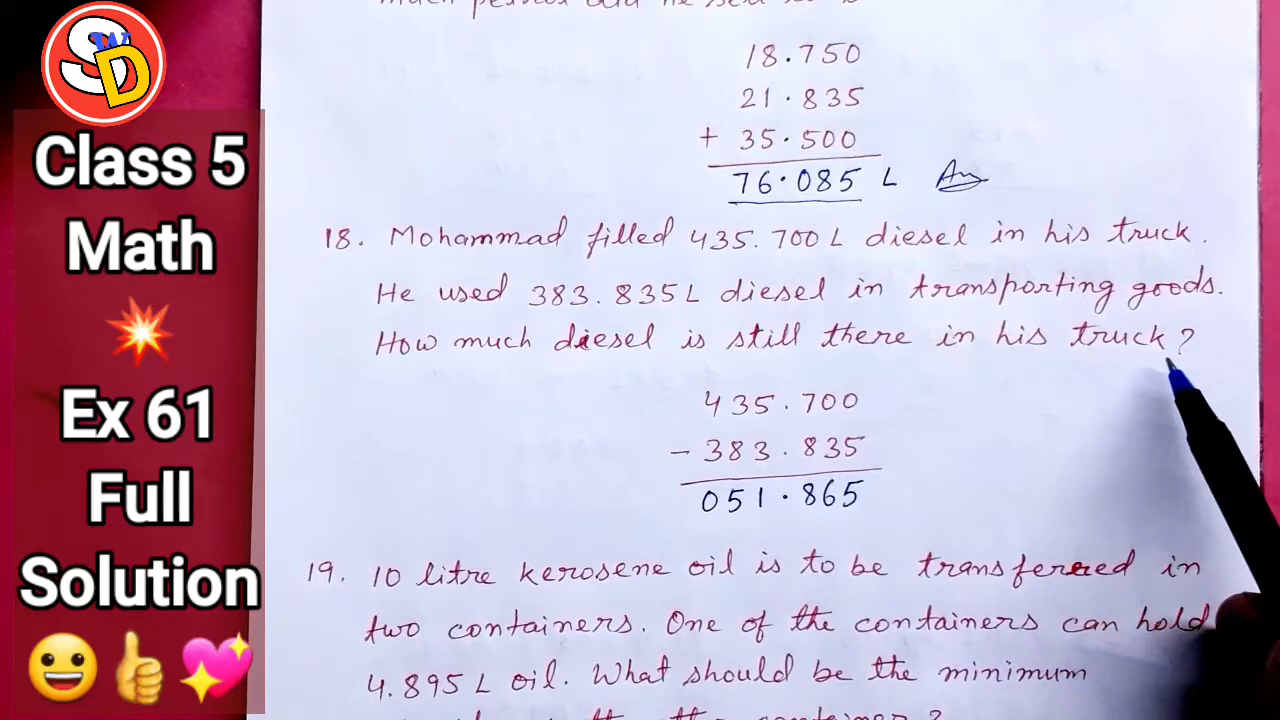 SWD
Class 5
Math
Ex 61
Full
Solution
18.750
21.835
+ 35.500
76.085 L Ans
18. Mohammad filled 435.700 L diesel in his truck.
He used 383.835 L diesel in transporting goods.
How much diesel is still there in his truck?
435.700
- 383.835
051.865
19. 10 litre kerosene oil is to be transferred in
two containers. One of the containers can hold
4.895 L oil. What should be the minimum
container?